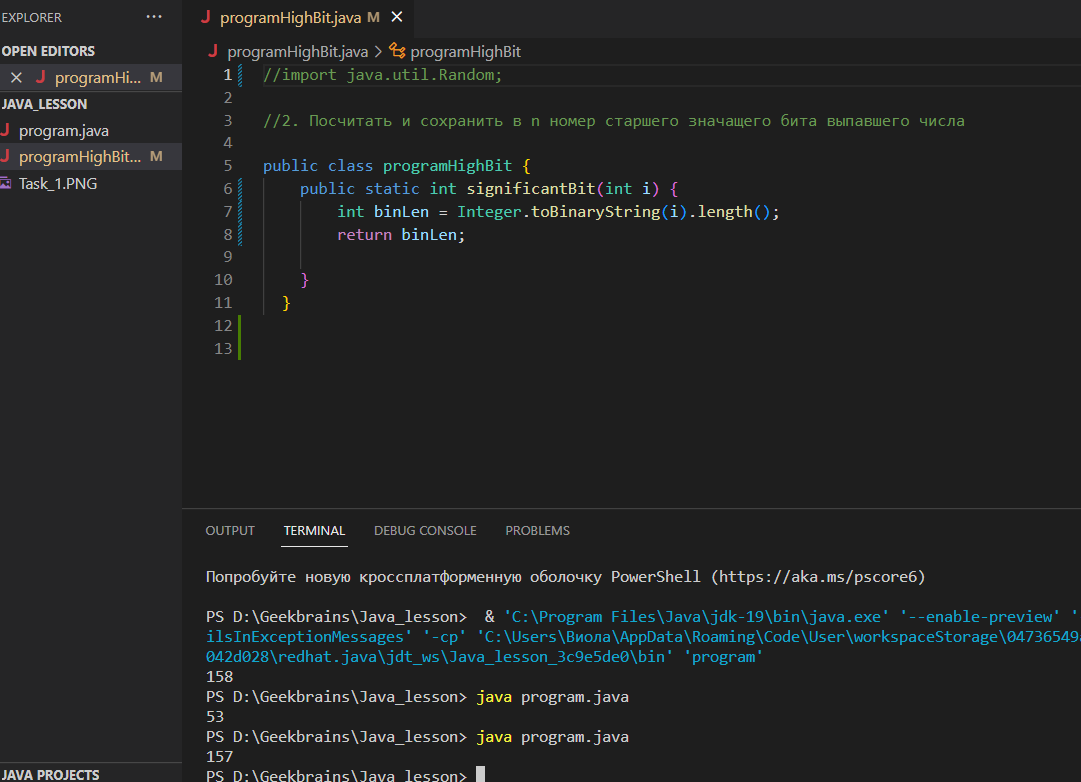 EXPLORER ...
OPEN EDITORS
J programHi... M
JAVA_LESSON
J program.java
J programHighBit... M
Task_1.PNG
JAVA PROJECTS
J programHighBit.java M
J programHighBit.java > programHighBit
1 //import java.util.Random;
2
3 //2. Посчитать и сохранить в n номер старшего значащего бита выпавшего числа
4
5 public class programHighBit {
6 public static int significantBit(int i) {
7 int binLen = Integer.toBinaryString(i).length();
8 return binLen;
9
10 }
11 }
12
13
OUTPUT TERMINAL DEBUG CONSOLE PROBLEMS
Попробуйте новую кроссплатформенную оболочку PowerShell (https://aka.ms/pscore6)
PS D:\Geekbrains\Java_lesson> & 'C:\Program Files\Java\jdk-19\bin\java.exe' '--enable-preview' '
ilsInExceptionMessages' '-cp' 'C:\Users\Виола\AppData\Roaming\Code\User\workspaceStorage\04736549
042d028\redhat.java\jdt_ws\Java_lesson_3c9e5de0\bin' 'program'
158
PS D:\Geekbrains\Java_lesson> java program.java
53
PS D:\Geekbrains\Java_lesson> java program.java
157
PS D:\Geekbrains\Java_lesson>